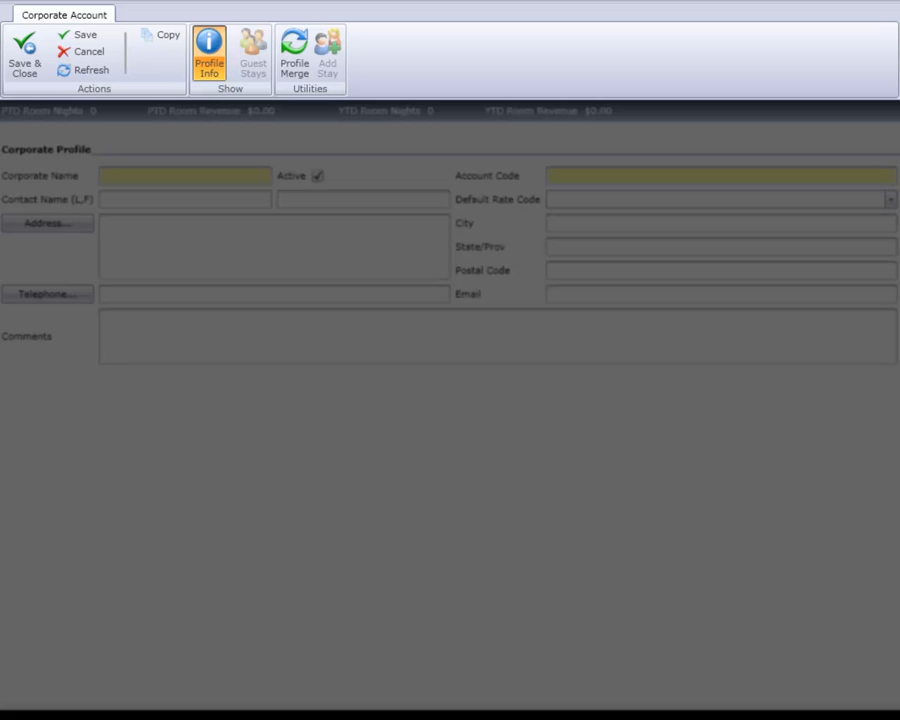 Corporate Account
Save & Close
Save
Cancel
Refresh
Copy
Actions
Profile Info
Guest Stays
Show
Profile Merge
Add Stay
Utilities
PTD Room Nights 0 PTD Room Revenue $0.00 YTD Room Nights 0 YTD Room Revenue $0.00
Corporate Profile
Corporate Name Active Account Code
Contact Name (L,F) Default Rate Code
Address... City
State/Prov
Postal Code
Telephone... Email
Comments